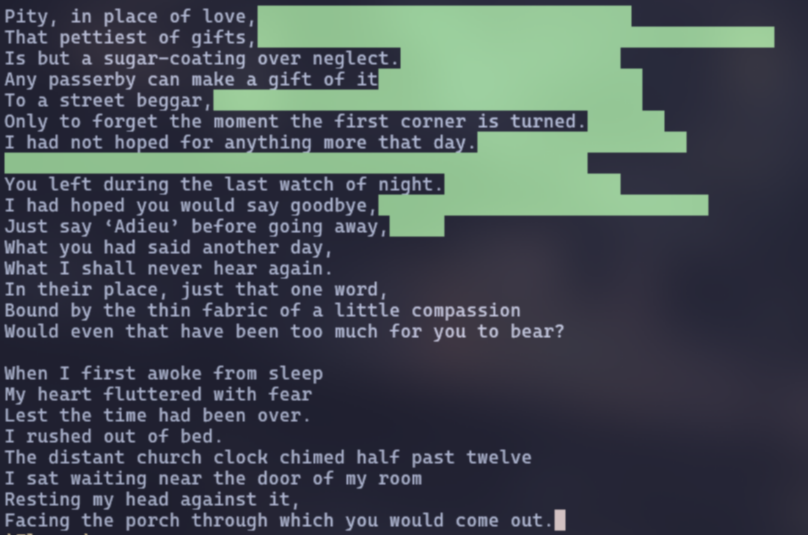 Pity, in place of love,
That pettiest of gifts,
Is but a sugar-coating over neglect.
Any passerby can make a gift of it
To a street beggar,
Only to forget the moment the first corner is turned.
I had not hoped for anything more that day.
You left during the last watch of night.
I had hoped you would say goodbye,
Just say ‘Adieu’ before going away,
What you had said another day,
What I shall never hear again.
In their place, just that one word,
Bound by the thin fabric of a little compassion
Would even that have been too much for you to bear?
When I first awoke from sleep
My heart fluttered with fear
Lest the time had been over.
I rushed out of bed.
The distant church clock chimed half past twelve
I sat waiting near the door of my room
Resting my head against it,
Facing the porch through which you would come out.